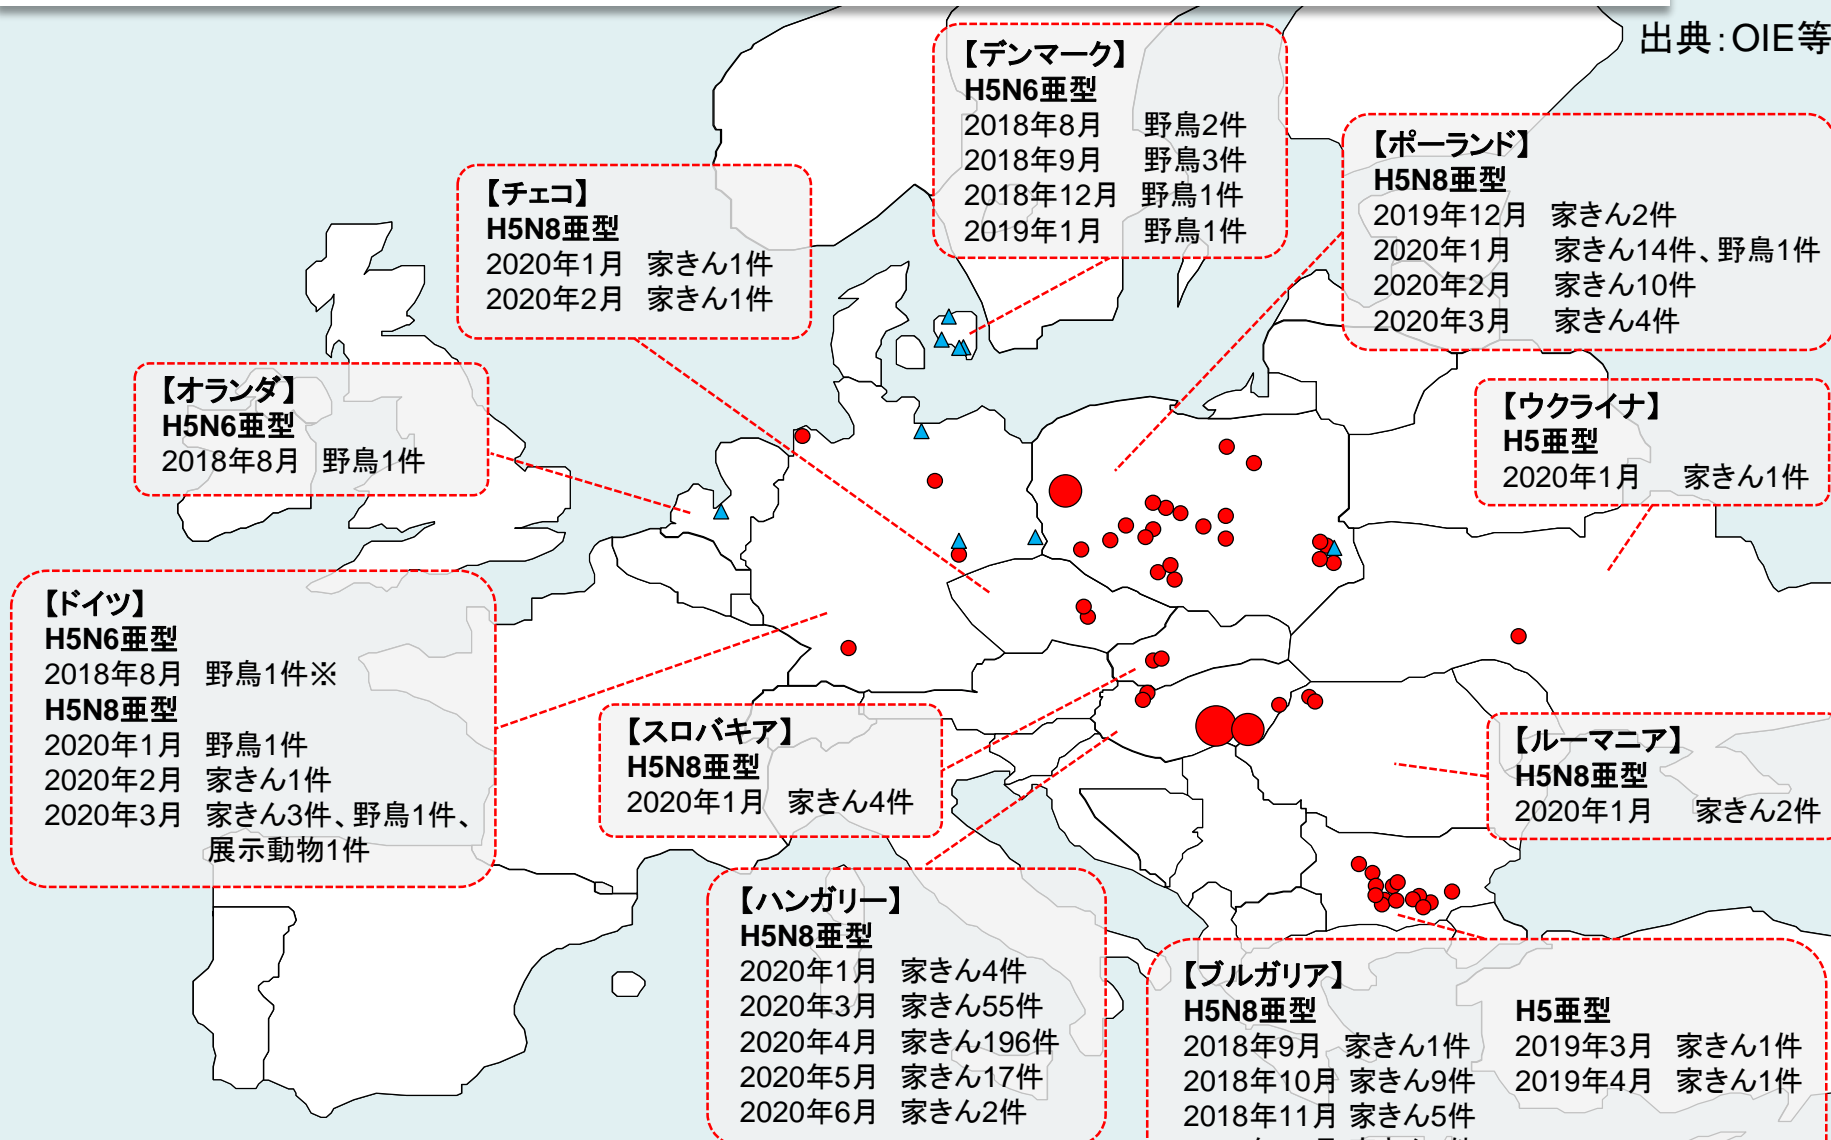 出典：OIE等
【デンマーク】
H5N6亜型
2018年8月　野鳥2件
2018年9月　野鳥3件
2018年12月　野鳥1件
2019年1月　野鳥1件
【ポーランド】
H5N8亜型
2019年12月　家きん2件
2020年1月　家きん14件、野鳥1件
2020年2月　家きん10件
2020年3月　家きん4件
【チェコ】
H5N8亜型
2020年1月　家きん1件
2020年2月　家きん1件
【オランダ】
H5N6亜型
2018年8月　野鳥1件
【ウクライナ】
H5亜型
2020年1月　家きん1件
【ドイツ】
H5N6亜型
2018年8月　野鳥1件※
H5N8亜型
2020年1月　野鳥1件
2020年2月　家きん1件
2020年3月　家きん3件、野鳥1件、
展示動物1件
【スロバキア】
H5N8亜型
2020年1月　家きん4件
【ルーマニア】
H5N8亜型
2020年1月　家きん2件
【ハンガリー】
H5N8亜型
2020年1月　家きん4件
2020年3月　家きん55件
2020年4月　家きん196件
2020年5月　家きん17件
2020年6月　家きん2件
【ブルガリア】
H5N8亜型
2018年9月　家きん1件
2018年10月 家きん9件
2018年11月 家きん5件
H5亜型
2019年3月　家きん1件
2019年4月　家きん1件